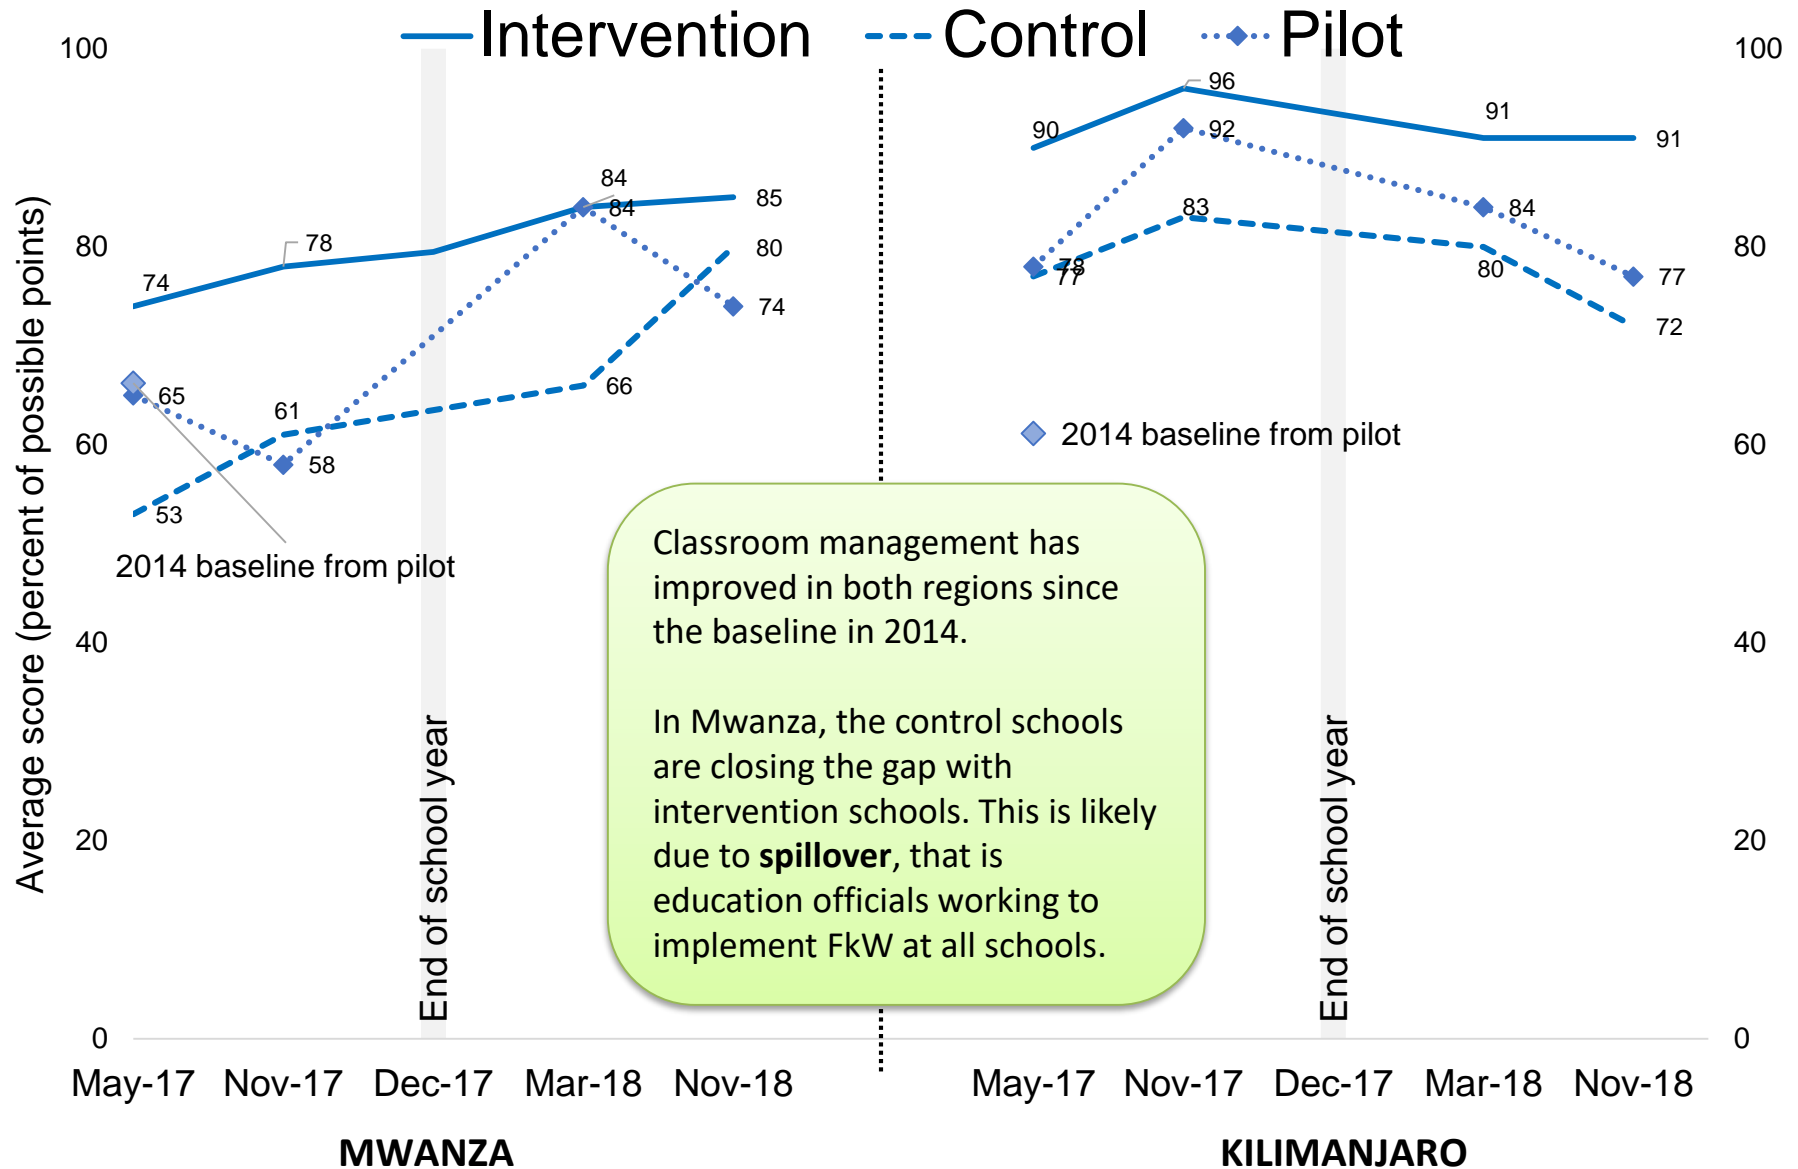 Intervention Control Pilot
100
80
60
40
20
0
Average score (percent of possible points)
74
78
84
84
85
80
74
65
61
58
66
53
2014 baseline from pilot
End of school year
May-17 Nov-17 Dec-17 Mar-18 Nov-18
MWANZA
Classroom management has
improved in both regions since
the baseline in 2014.
In Mwanza, the control schools
are closing the gap with
intervention schools. This is likely
due to spillover, that is
education officials working to
implement FkW at all schools.
90
96
91
91
92
83
84
78
77
80
77
72
2014 baseline from pilot
End of school year
100
80
60
40
20
0
May-17 Nov-17 Dec-17 Mar-18 Nov-18
KILIMANJARO